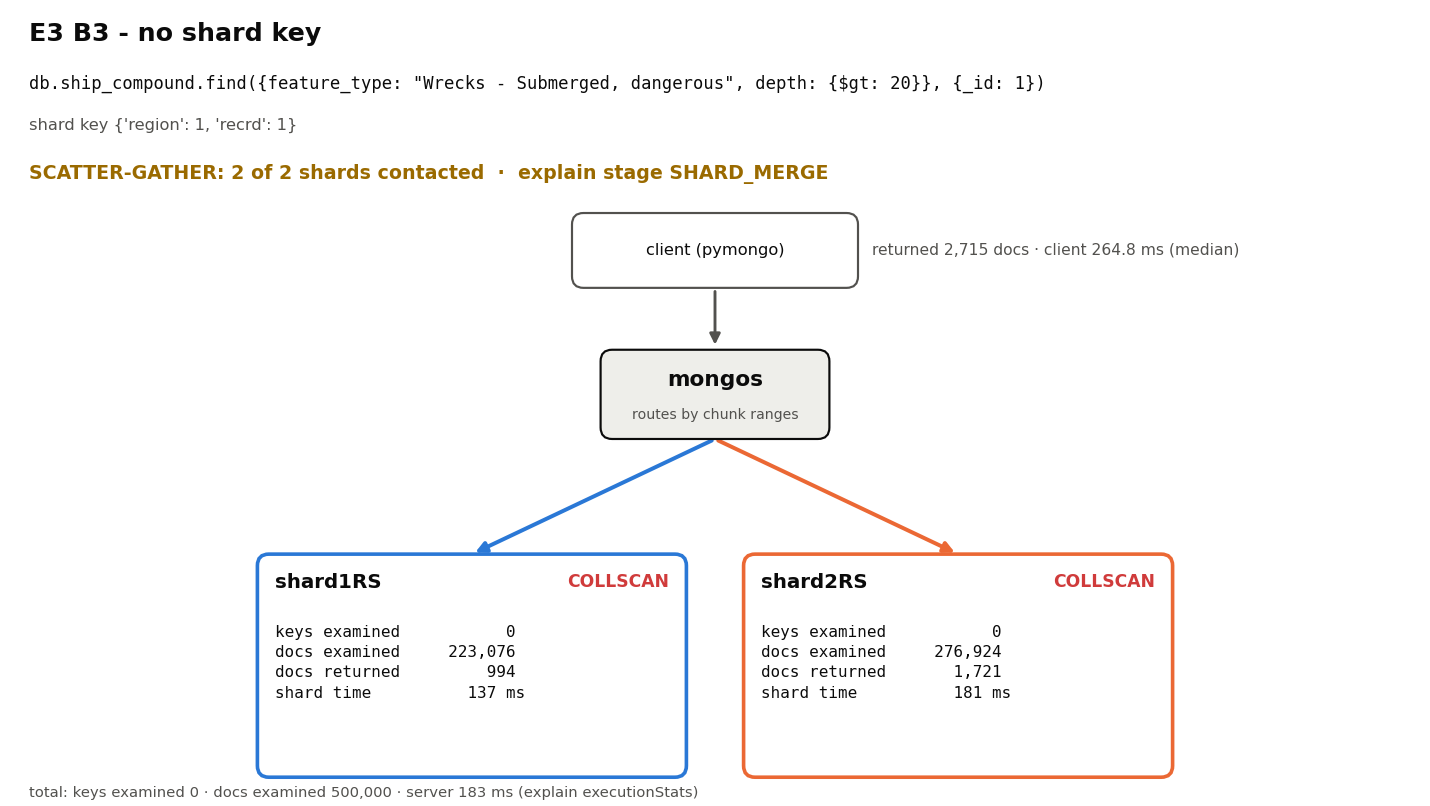 E3 B3 - no shard key
db.ship_compound.find({feature_type: "Wrecks - Submerged, dangerous", depth: {$gt: 20}}, {_id: 1})
shard key {'region': 1, 'recrd': 1}
SCATTER-GATHER: 2 of 2 shards contacted · explain stage SHARD_MERGE
client (pymongo)
returned 2,715 docs · client 264.8 ms (median)
mongos
routes by chunk ranges
shard1RS COLLSCAN
keys examined 0
docs examined 223,076
docs returned 994
shard time 137 ms
shard2RS COLLSCAN
keys examined 0
docs examined 276,924
docs returned 1,721
shard time 181 ms
total: keys examined 0 · docs examined 500,000 · server 183 ms (explain executionStats)